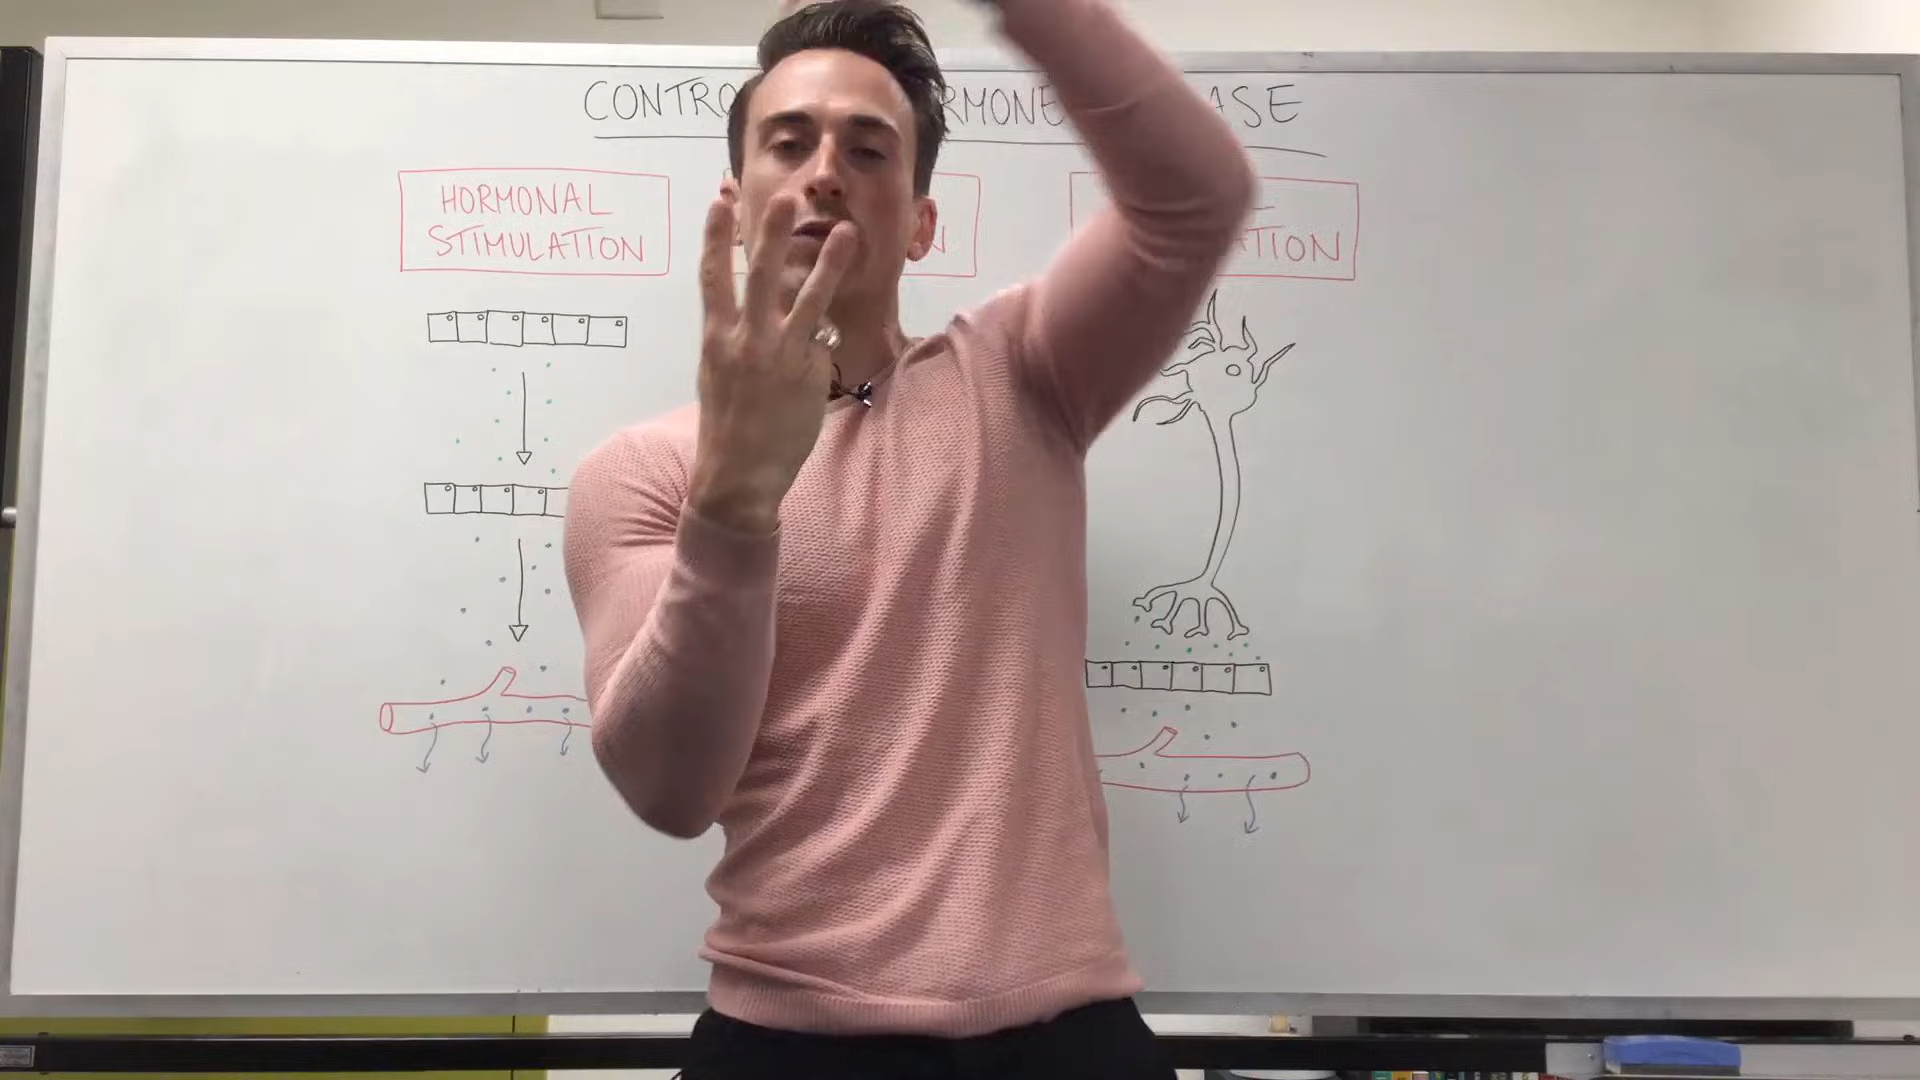 CONTRO RMONE ASE
HORMONAL
STIMULATION
N
ATION